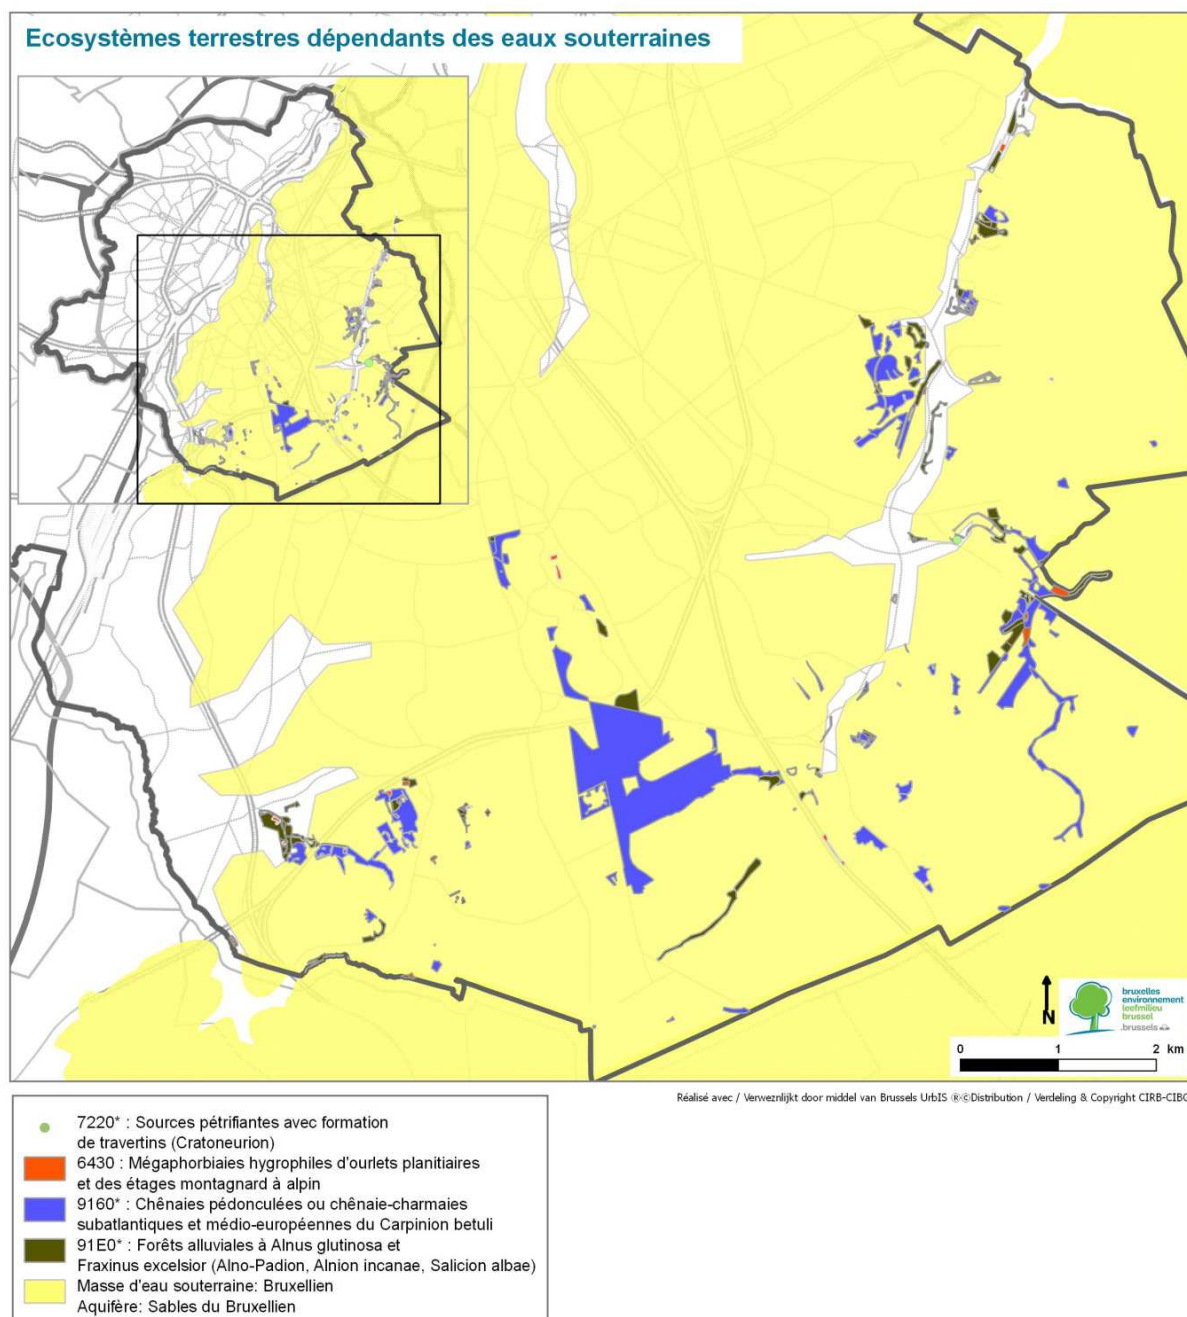 Ecosystèmes terrestres dépendants des eaux souterraines
N
bruxelles
environnement
leefmilieu
brussel
.brussels
0 1 2 km
Réalisé avec / Verweznlijkt door middel van Brussels UrbIS ®©Distribution / Verdeling & Copyright CIRB-CIBG
7220* : Sources pétrifiantes avec formation
de travertins (Cratoneurion)
6430 : Mégaphorbiaies hygrophiles d'ourlets planitiaires
et des étages montagnard à alpin
9160* : Chênaies pédonculées ou chênaie-charmaies
subatlantiques et médio-européennes du Carpinion betuli
91E0* : Forêts alluviales à Alnus glutinosa et
Fraxinus excelsior (Alno-Padion, Alnion incanae, Salicion albae)
Masse d'eau souterraine: Bruxellien
Aquifère: Sables du Bruxellien